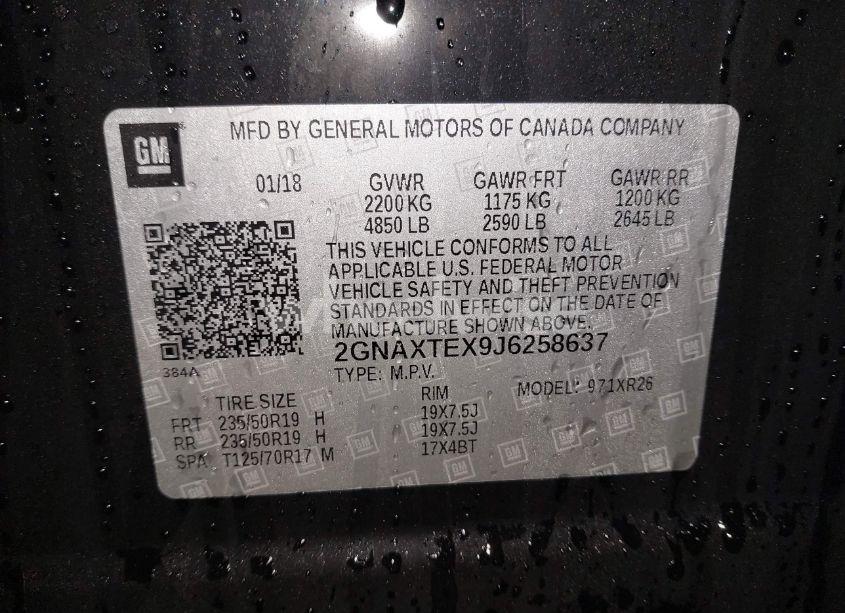 GM
MFD BY GENERAL MOTORS OF CANADA COMPANY
01/18 GVWR GAWR FRT GAWR RR
2200 KG 1175 KG 1200 KG
4850 LB 2590 LB 2645 LB
THIS VEHICLE CONFORMS TO ALL
APPLICABLE U.S. FEDERAL MOTOR
VEHICLE SAFETY AND THEFT PREVENTION
STANDARDS IN EFFECT ON THE DATE OF
MANUFACTURE SHOWN ABOVE.
2GNAXTEX9J6258637
384A
TYPE: M.P.V. MODEL: 971XR26
TIRE SIZE RIM
FRT 235/50R19 H 19X7.5J
RR 235/50R19 H 19X7.5J
SPA T125/70R17 M 17X4BT